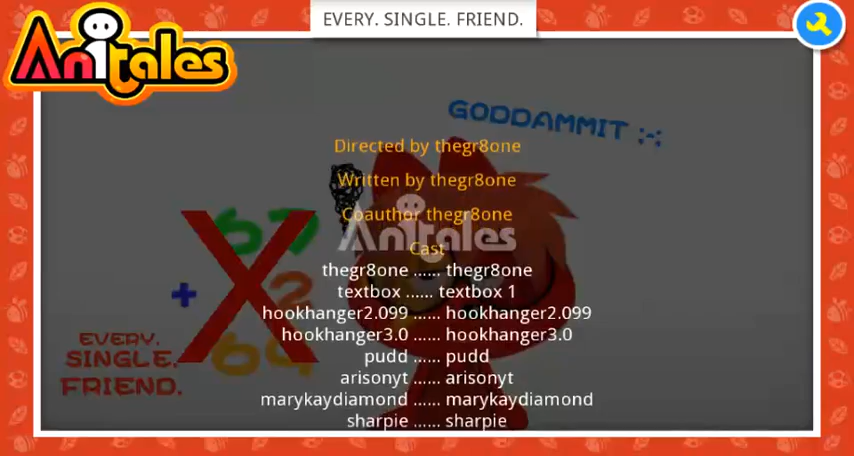 EVERY. SINGLE. FRIEND.
Anitales
GODDAMMIT :-:
Directed by thegr8one
Written by thegr8one
Coauthor thegr8one
Anitales
Cast
thegr8one ...... thegr8one
textbox ...... textbox 1
hookhanger2.099 ...... hookhanger2.099
hookhanger3.0 ...... hookhanger3.0
pudd ...... pudd
arisonyt ...... arisonyt
marykaydiamond ...... marykaydiamond
sharpie ...... sharpie
67
+ 2
64
EVERY.
SINGLE.
FRIEND.